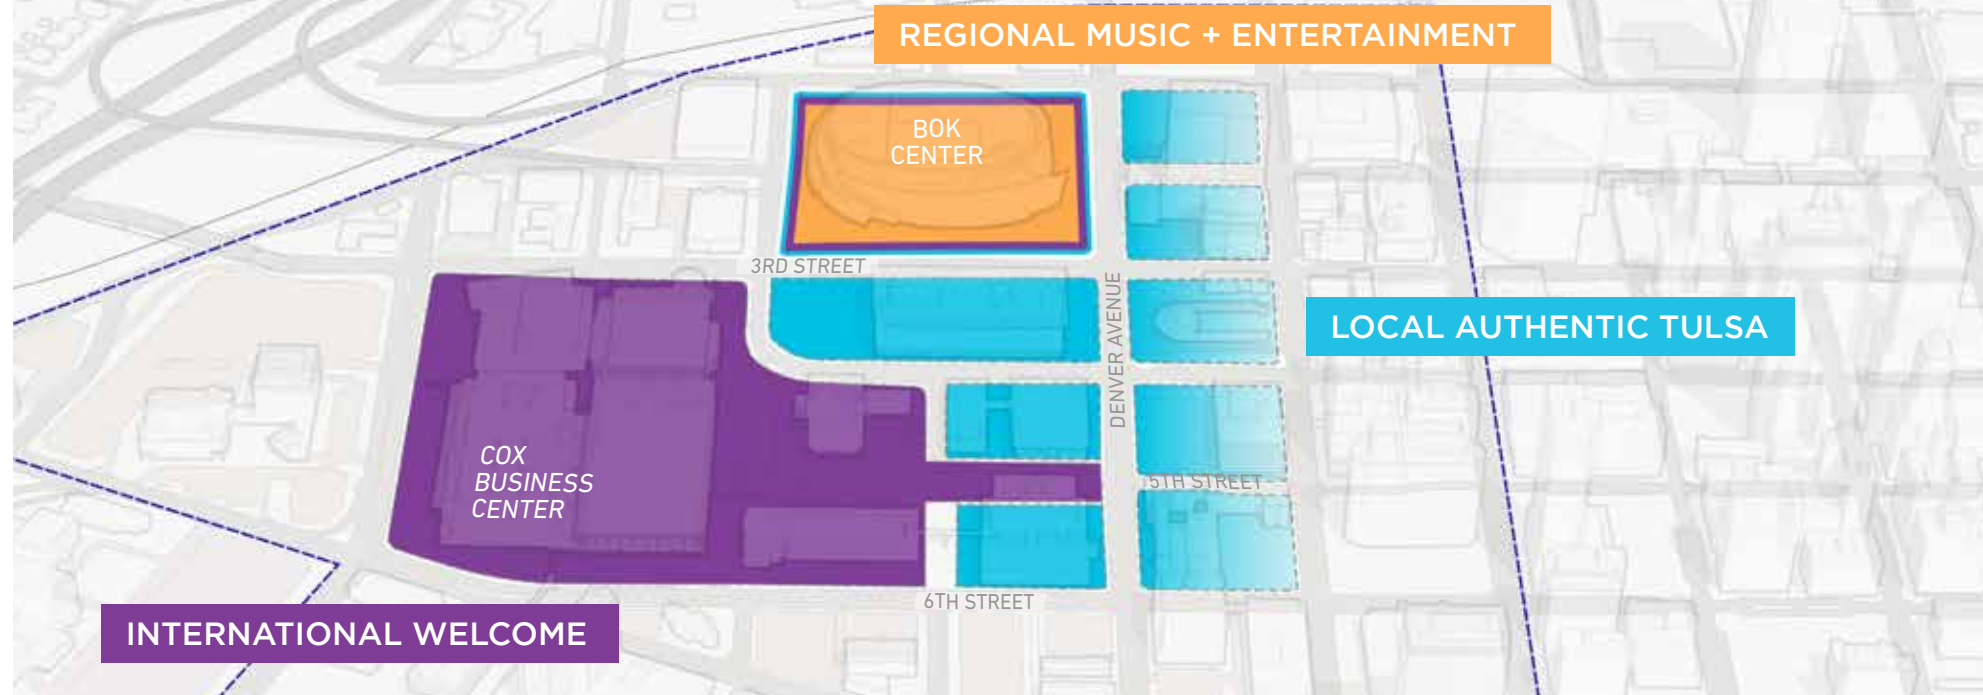 REGIONAL MUSIC + ENTERTAINMENT
BOK
CENTER
3RD STREET
DENVER AVENUE
LOCAL AUTHENTIC TULSA
COX
BUSINESS
CENTER
5TH STREET
6TH STREET
INTERNATIONAL WELCOME